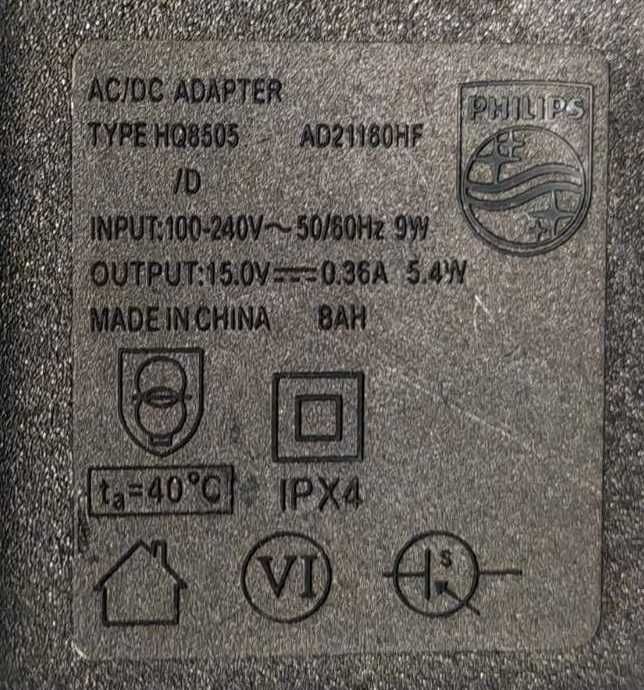 AC/DC ADAPTER
PHILIPS
TYPE HQ8505 AD21160HF
/D
INPUT:100-240V~ 50/60Hz 9W
OUTPUT:15.0V⎓0.36A 5.4W
MADE IN CHINA 8AH
ta=40°C IPX4
VI S